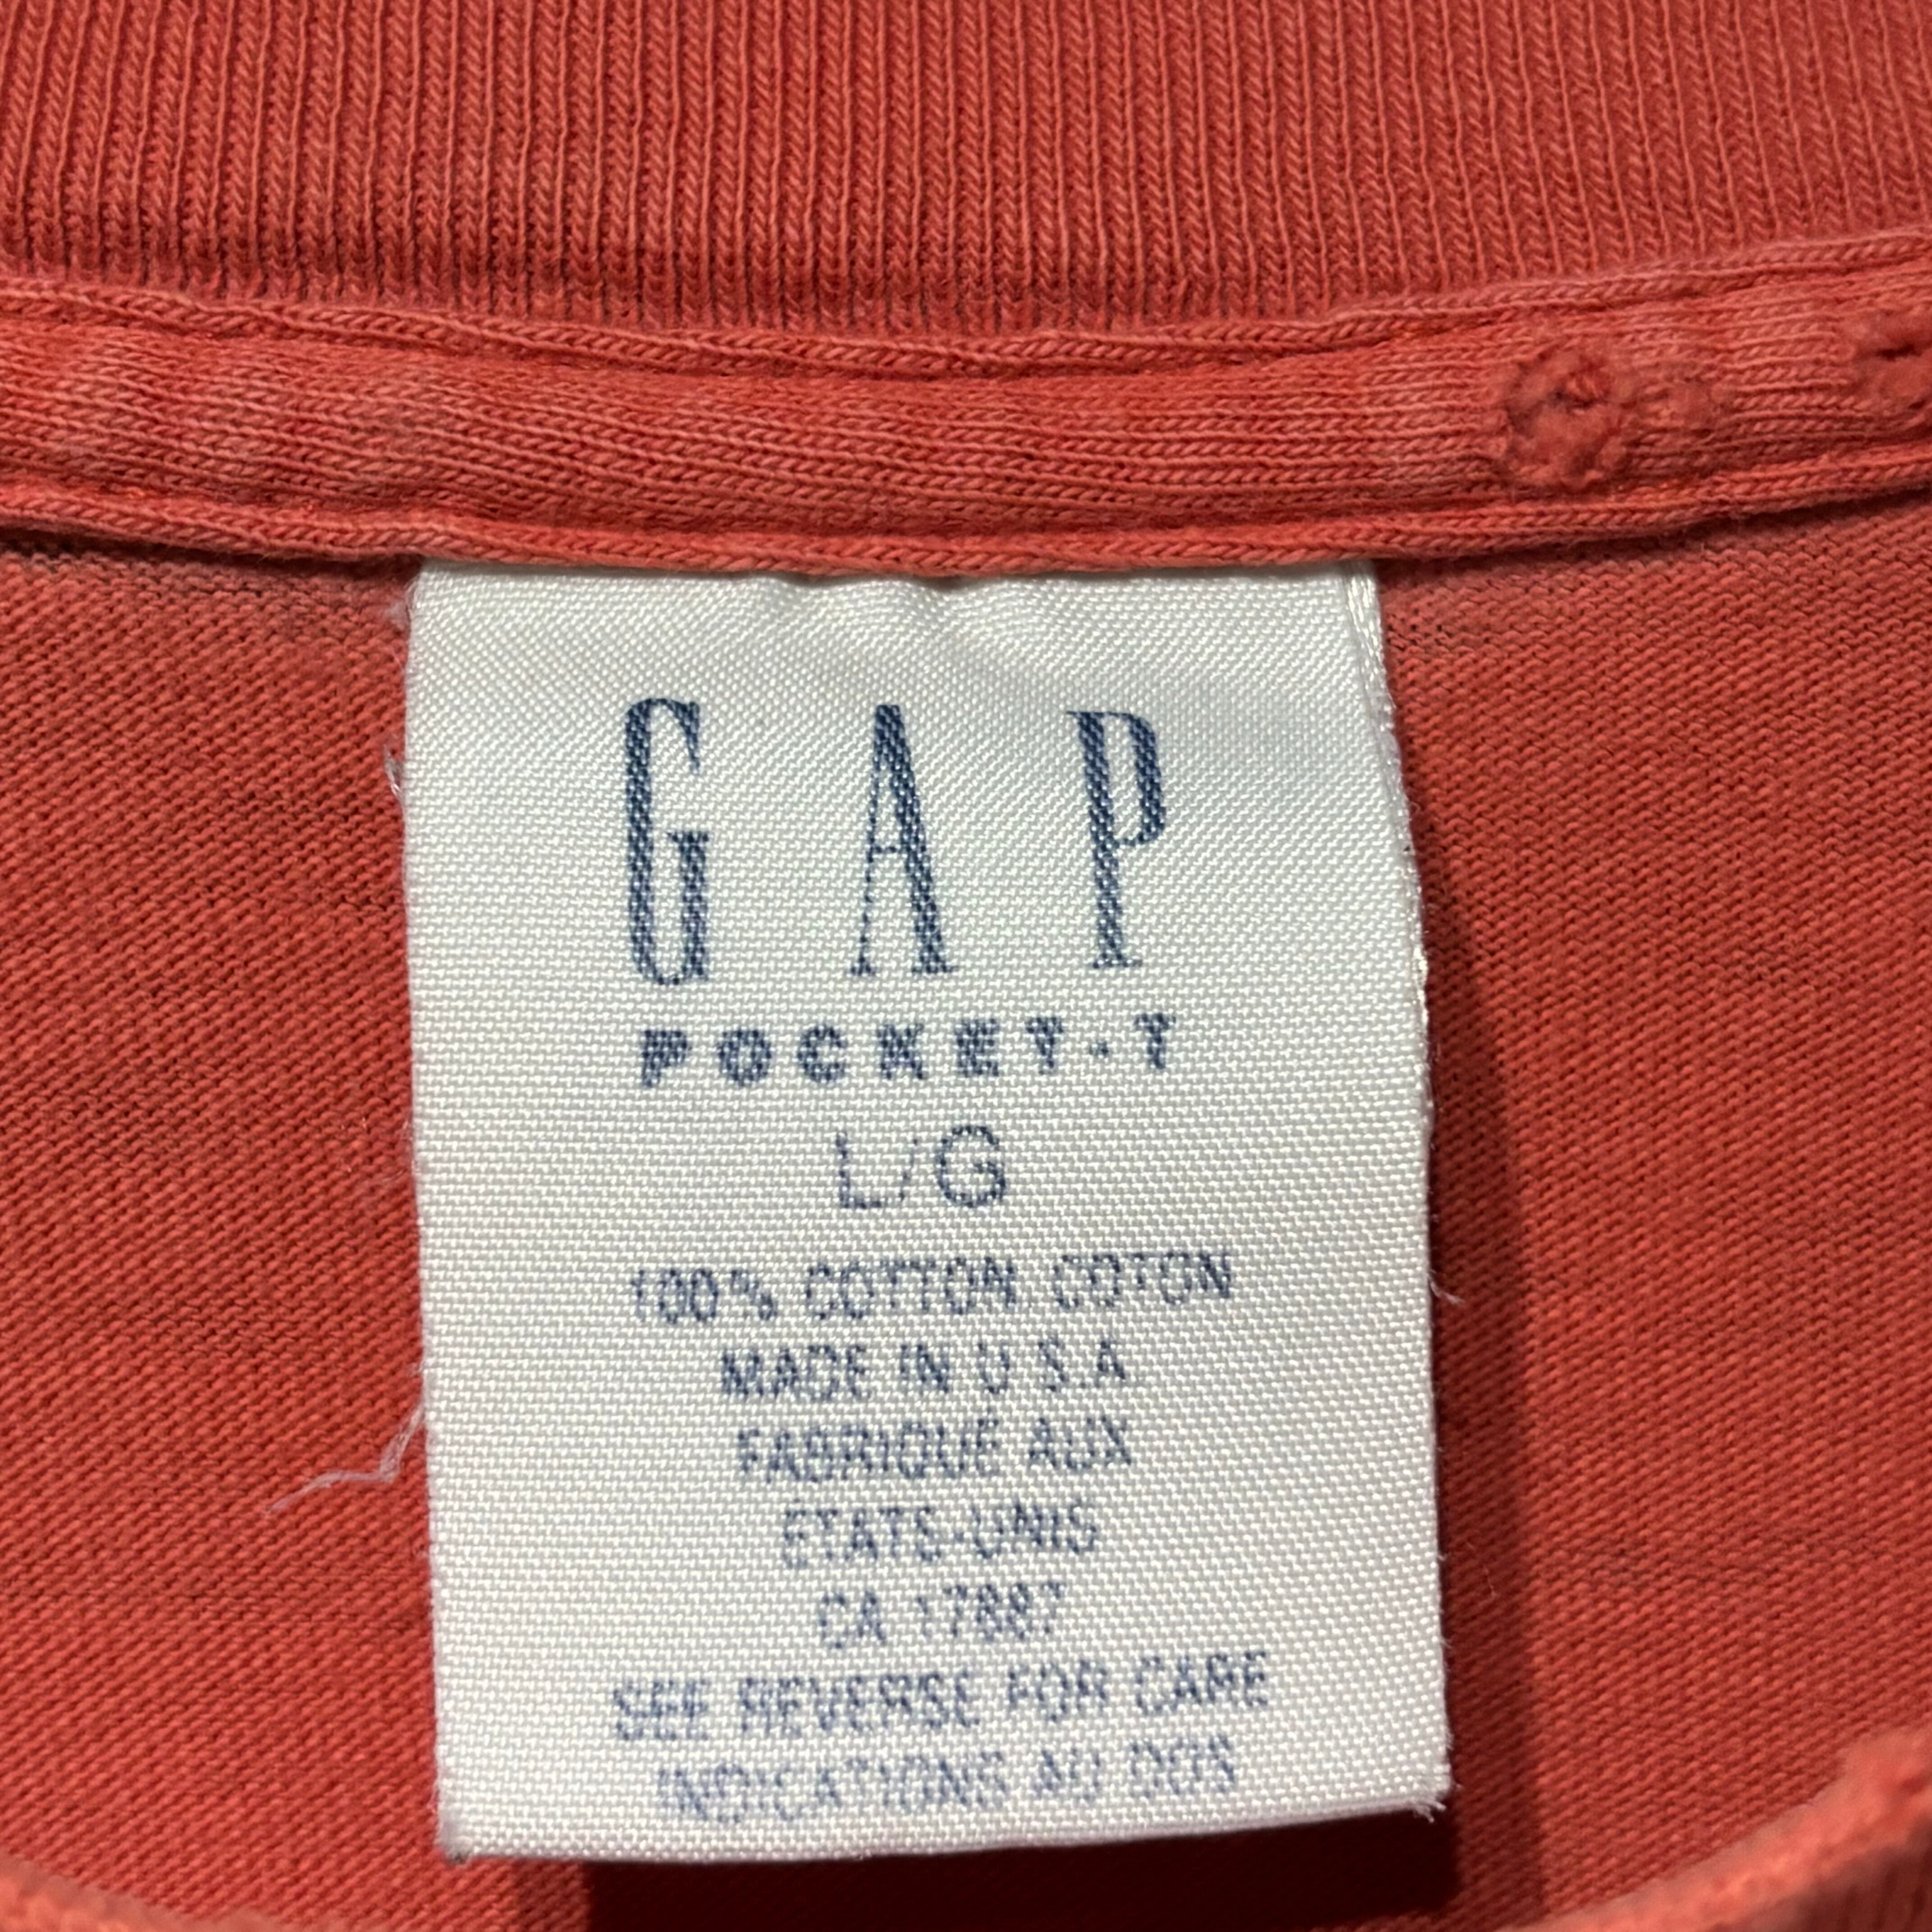 GAP
POCKET-T
L/G
100% COTTON COTON
MADE IN U.S.A
FABRIQUE AUX
ETATS-UNIS
CA 17887
SEE REVERSE FOR CARE
INDICATIONS AU DOS